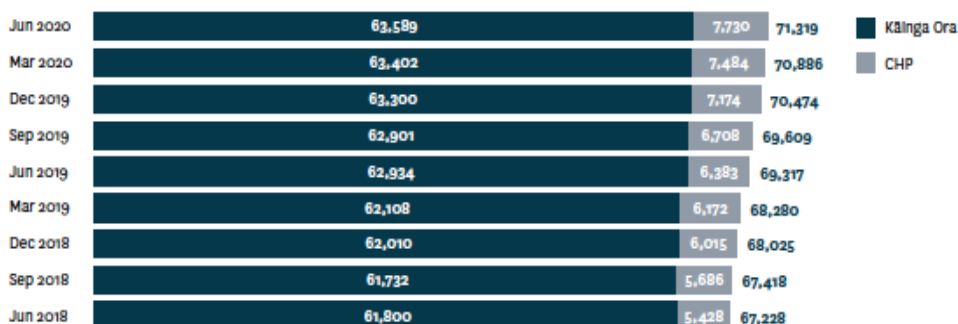 Jun 2020 63,589 7,730 71,319 Kāinga Ora
Mar 2020 63,402 7,484 70,886 CHP
Dec 2019 63,300 7,174 70,474
Sep 2019 62,901 6,708 69,609
Jun 2019 62,934 6,383 69,317
Mar 2019 62,108 6,172 68,280
Dec 2018 62,010 6,015 68,025
Sep 2018 61,732 5,686 67,418
Jun 2018 61,800 5,428 67,228